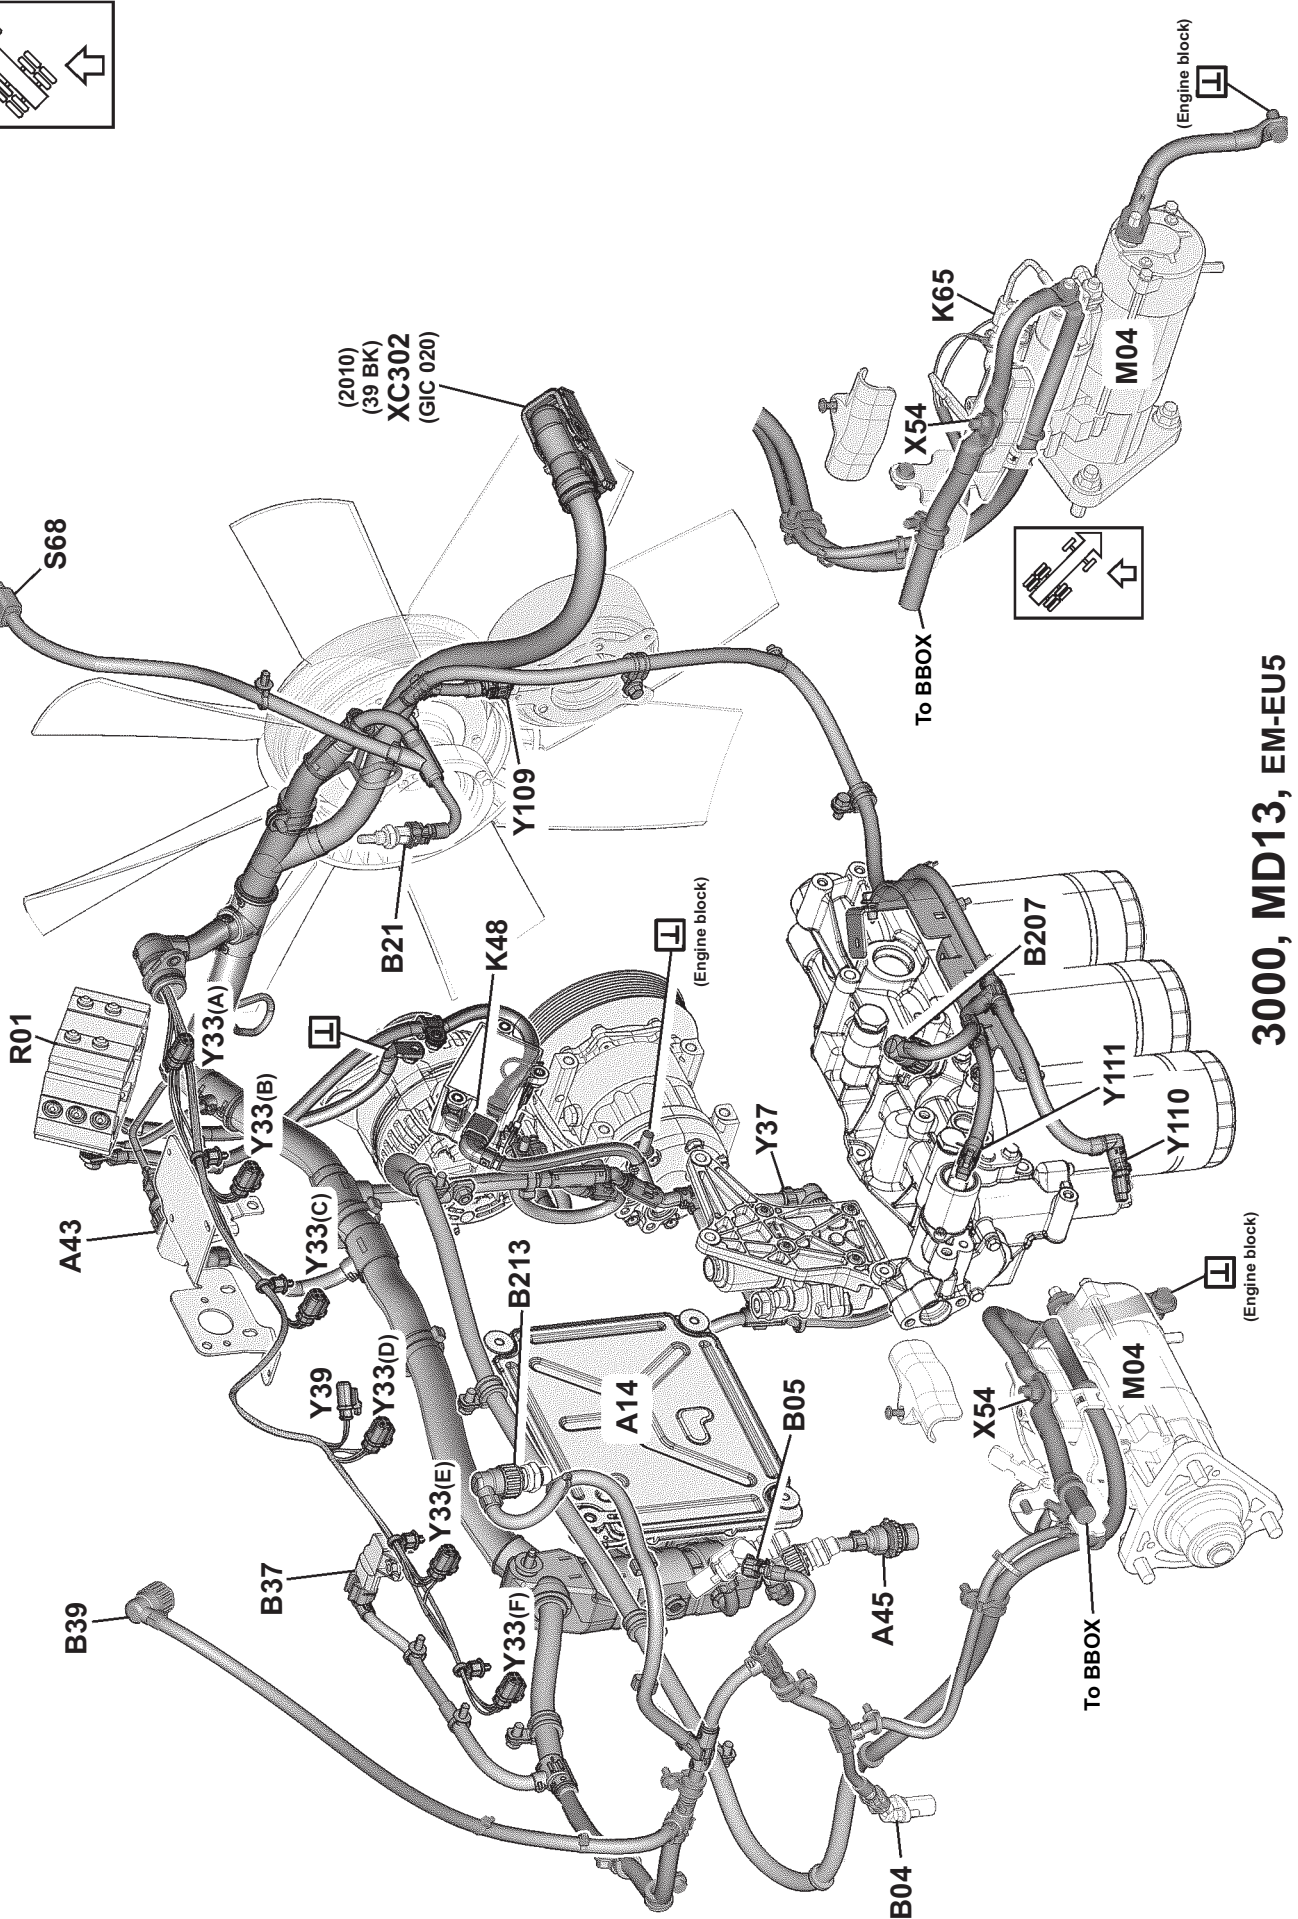 S68
(2010)
(39 BK)
XC302
(GIC 020)
R01
A43
B39
B37
Y33(A)
Y33(B)
Y33(C)
Y39
Y33(D)
Y33(E)
Y33(F)
B21
K48
Y109
T
T
(Engine block)
B213
A14
B05
A45
B04
Y37
B207
Y111
Y110
K65
X54
M04
T
(Engine block)
To BBOX
X54
M04
T
(Engine block)
To BBOX
3000, MD13, EM-EU5